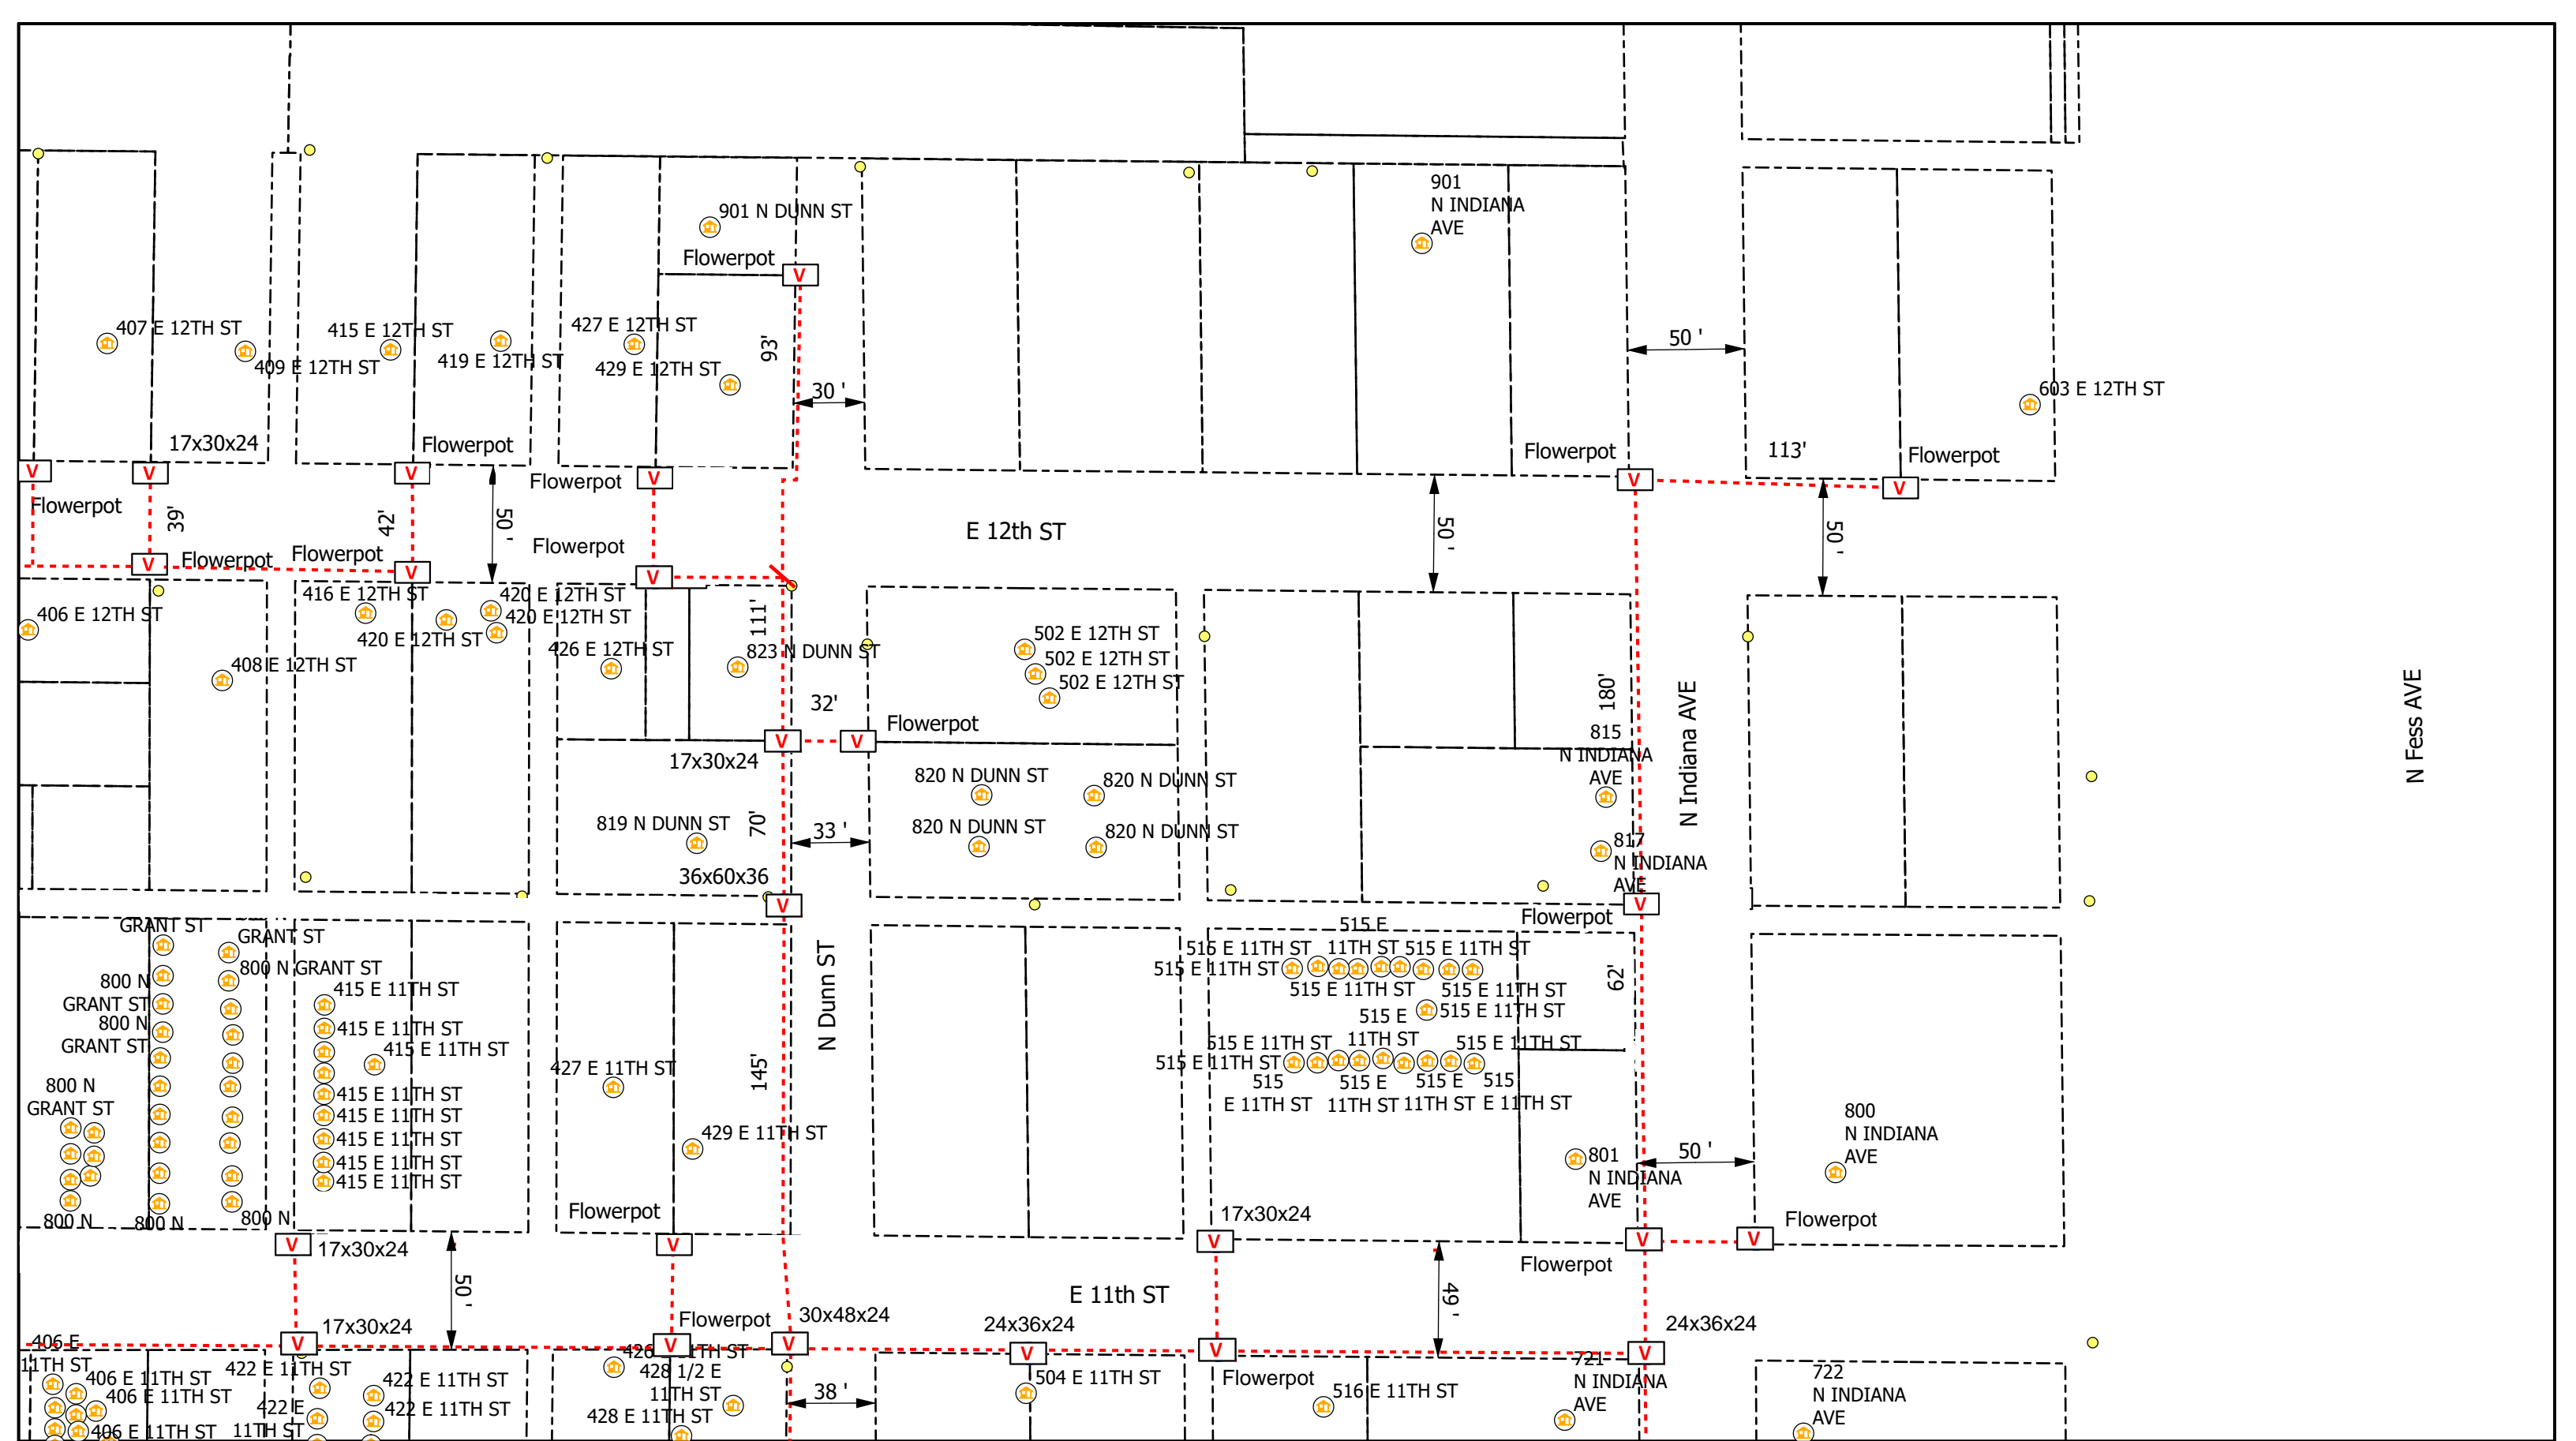 901
N INDIANA
AVE
901 N DUNN ST
Flowerpot
V
407 E 12TH ST
409 E 12TH ST
415 E 12TH ST
419 E 12TH ST
427 E 12TH ST
429 E 12TH ST
93'
30 '
50 '
603 E 12TH ST
17x30x24
Flowerpot
Flowerpot
Flowerpot
113'
Flowerpot
V
V
V
V
V
V
Flowerpot
39'
42'
50 '
E 12th ST
50 '
50 '
Flowerpot
Flowerpot
Flowerpot
V
V
V
406 E 12TH ST
408 E 12TH ST
416 E 12TH ST
420 E 12TH ST
420 E 12TH ST
420 E 12TH ST
426 E 12TH ST
111'
823 N DUNN ST
502 E 12TH ST
502 E 12TH ST
502 E 12TH ST
180'
N Indiana AVE
N Fess AVE
32'
Flowerpot
V
V
17x30x24
815
N INDIANA
AVE
820 N DUNN ST
820 N DUNN ST
820 N DUNN ST
820 N DUNN ST
819 N DUNN ST
70'
33 '
817
N INDIANA
AVE
36x60x36
V
V
Flowerpot
GRANT ST
GRANT ST
800 N GRANT ST
800 N
GRANT ST
800 N
GRANT ST
800 N
GRANT ST
800 N
800 N
800 N
415 E 11TH ST
415 E 11TH ST
415 E 11TH ST
415 E 11TH ST
415 E 11TH ST
415 E 11TH ST
415 E 11TH ST
415 E 11TH ST
427 E 11TH ST
429 E 11TH ST
145'
N Dunn ST
515 E
11TH ST
515 E 11TH ST
515 E 11TH ST
515 E 11TH ST
515 E 11TH ST
515 E 11TH ST
515 E 11TH ST
515 E
11TH ST
515 E 11TH ST
515 E 11TH ST
515 E 11TH ST
515
E 11TH ST
515 E
11TH ST
515 E
11TH ST
515
E 11TH ST
62'
801
N INDIANA
AVE
50 '
800
N INDIANA
AVE
Flowerpot
17x30x24
Flowerpot
V
17x30x24
V
V
V
V
Flowerpot
50 '
E 11th ST
49 '
17x30x24
Flowerpot
30x48x24
24x36x24
24x36x24
V
V
V
V
V
V
406 E
11TH ST
406 E 11TH ST
406 E 11TH ST
406 E 11TH ST
422 E 11TH ST
422 E 11TH ST
422 E 11TH ST
422 E
11TH ST
428 1/2 E
11TH ST
428 E 11TH ST
38 '
504 E 11TH ST
Flowerpot
516 E 11TH ST
721
N INDIANA
AVE
722
N INDIANA
AVE